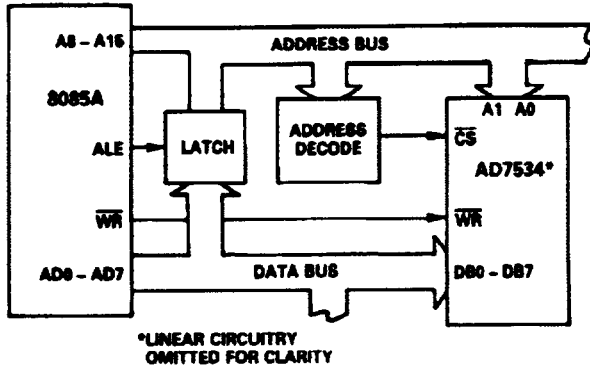 A8 – A15
ADDRESS BUS
8085A
A1 A0
ALE
LATCH
ADDRESS
DECODE
CS
AD7534*
WR
WR
AD0 – AD7
DATA BUS
DB0 – DB7
*LINEAR CIRCUITRY
OMITTED FOR CLARITY